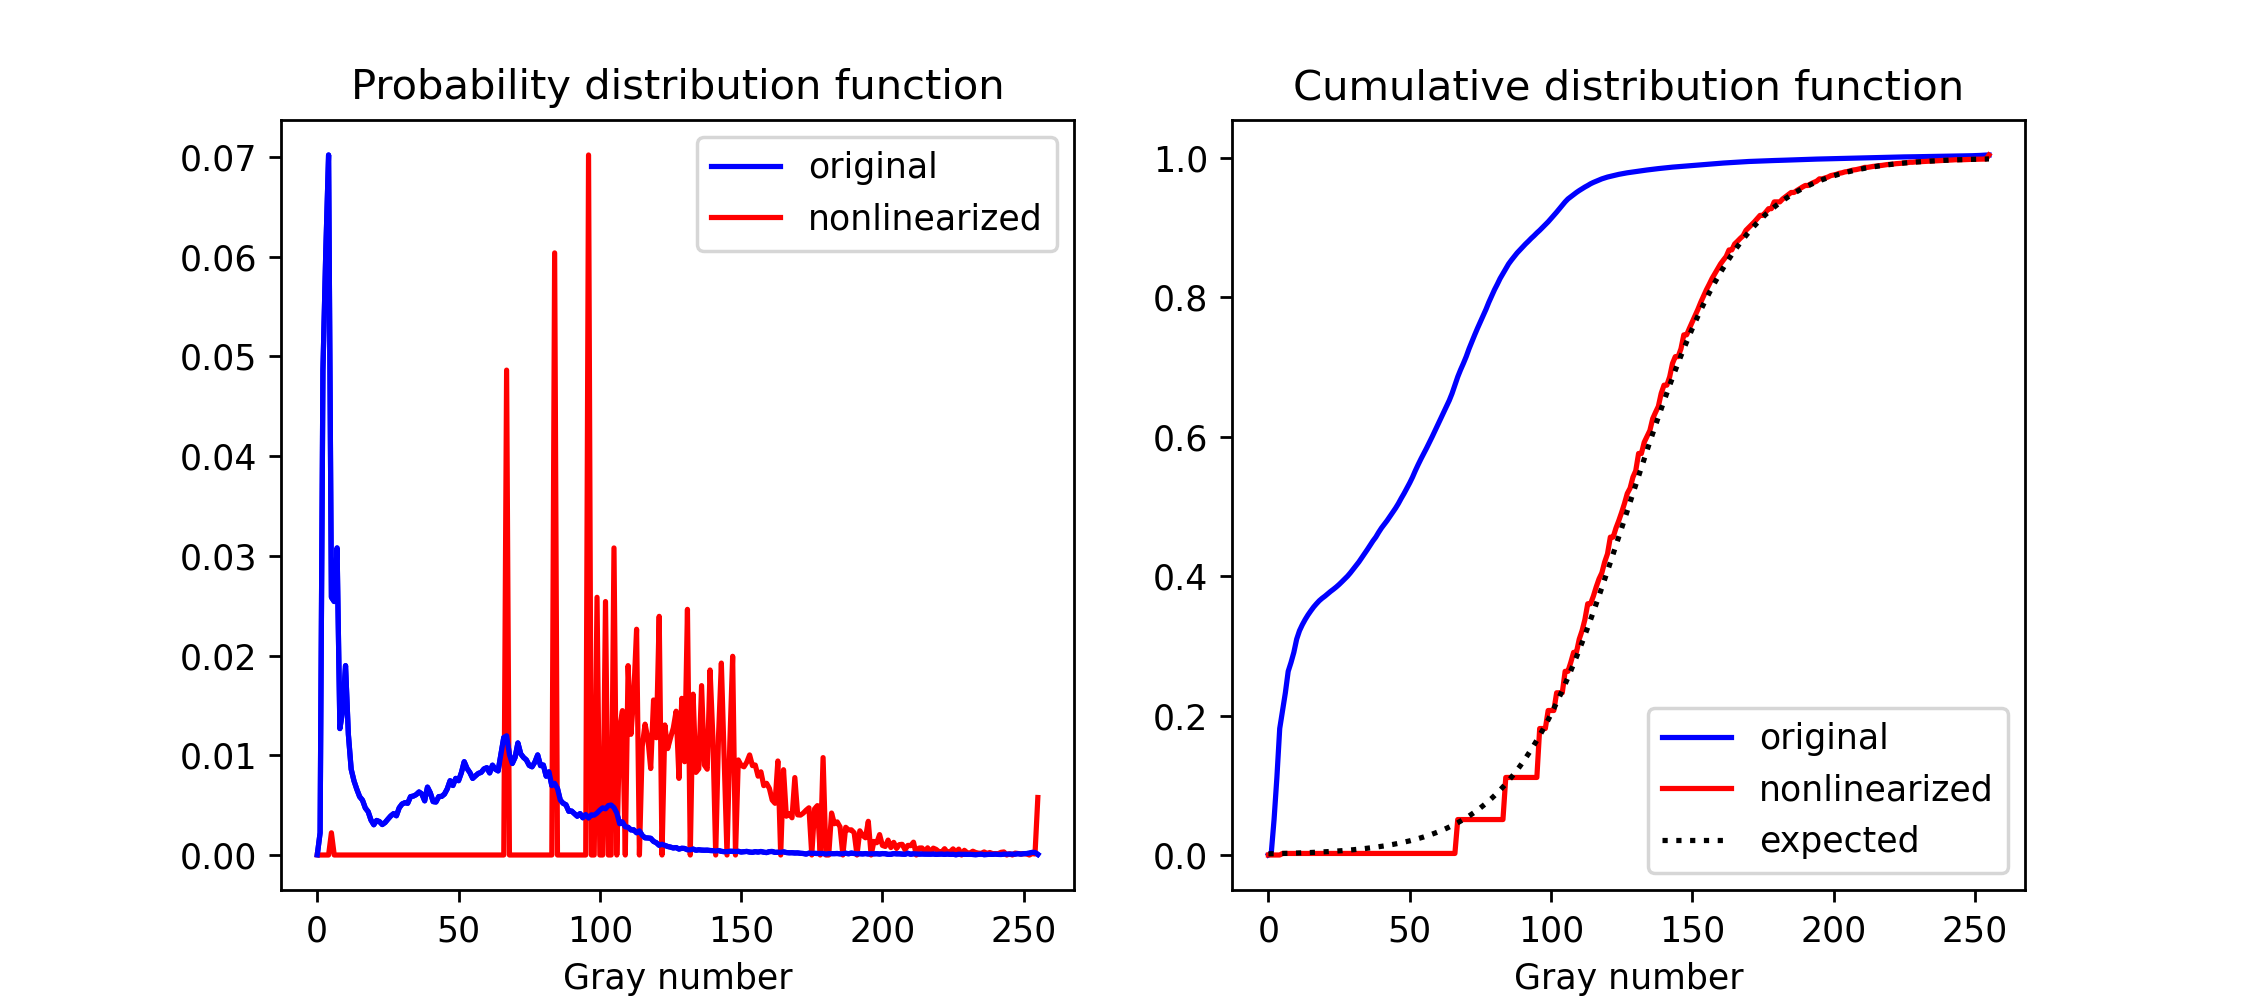 Probability distribution function
0.07
0.06
0.05
0.04
0.03
0.02
0.01
0.00
original
nonlinearized
0 50 100 150 200 250
Gray number
Cumulative distribution function
1.0
0.8
0.6
0.4
0.2
0.0
original
nonlinearized
expected
0 50 100 150 200 250
Gray number